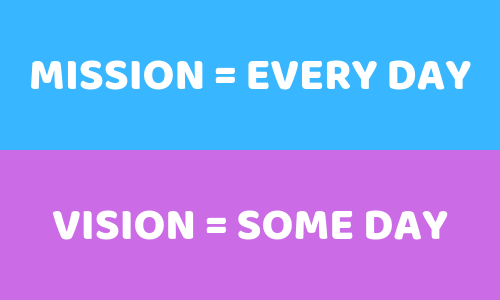 MISSION = EVERY DAY
VISION = SOME DAY